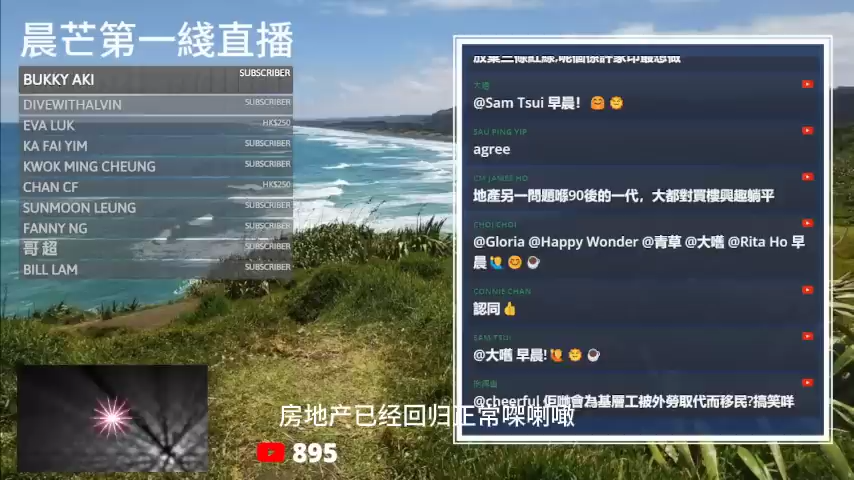 晨芒第一綫直播
BUKKY AKI SUBSCRIBER
DIVEWITHALVIN SUBSCRIBER
EVA LUK HK$250
KA FAI YIM SUBSCRIBER
KWOK MING CHEUNG SUBSCRIBER
CHAN CF HK$250
SUNMOON LEUNG SUBSCRIBER
FANNY NG SUBSCRIBER
哥 超 SUBSCRIBER
BILL LAM SUBSCRIBER
@Sam Tsui 早晨！🤗🌞
SAU PING YIP
agree
CM JAMES HO
地產另一問題喺90後的一代，大都對買樓興趣躺平
CHOI CHOI
@Gloria @Happy Wonder @青草 @大嚿 @Rita Ho 早
晨🙋😊☕
CONNIE CHAN
認同👍
SAM TSUI
@大嚿 早晨!🙋🌞☕
@cheerful 佢哋會為基層工被外勞取代而移民?搞笑咩
房地产已经回归正常㗎喇噉
895